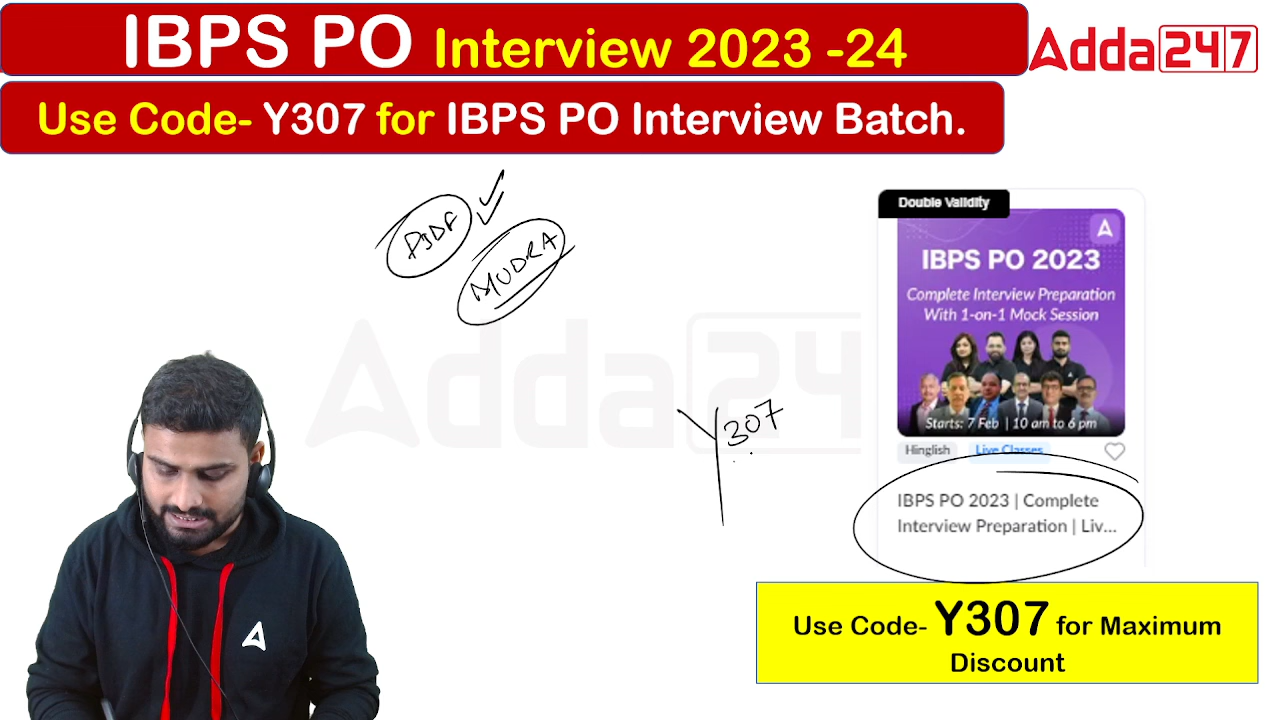 IBPS PO Interview 2023 -24
Adda247
Use Code- Y307 for IBPS PO Interview Batch.
PIDF
MUDRA
Double Validity
IBPS PO 2023
Complete Interview Preparation
With 1-on-1 Mock Session
Starts: 7 Feb | 10 am to 6 pm
Hinglish Live Classes
IBPS PO 2023 | Complete
Interview Preparation | Liv...
Y307
Adda247
Use Code- Y307 for Maximum
Discount